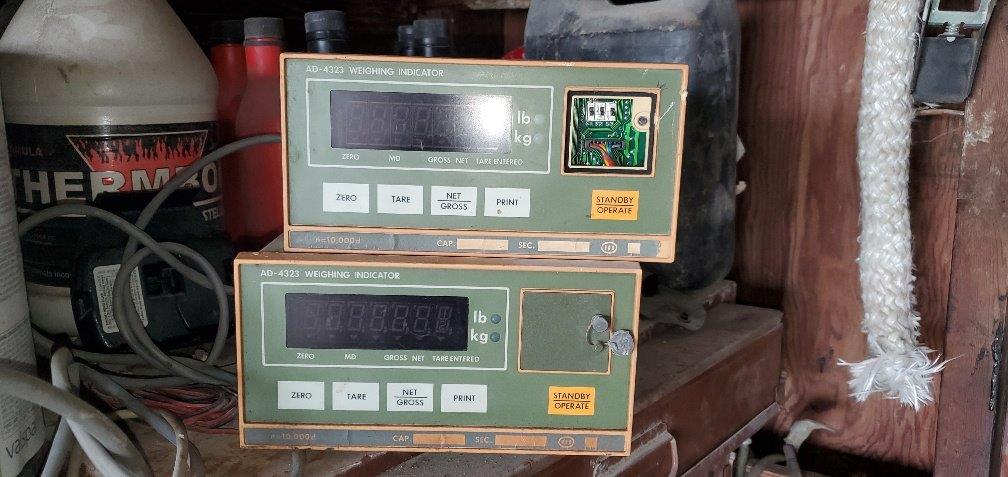 AD-4323 WEIGHING INDICATOR
lb
kg
ZERO MD GROSS NET TARE ENTERED
ZERO TARE NET GROSS PRINT
STANDBY OPERATE
n=10,000d CAP. SEC.
AD-4323 WEIGHING INDICATOR
lb
kg
ZERO MD GROSS NET TARE ENTERED
ZERO TARE NET GROSS PRINT
STANDBY OPERATE
n=10,000d CAP. SEC.
THERMO
Valspa